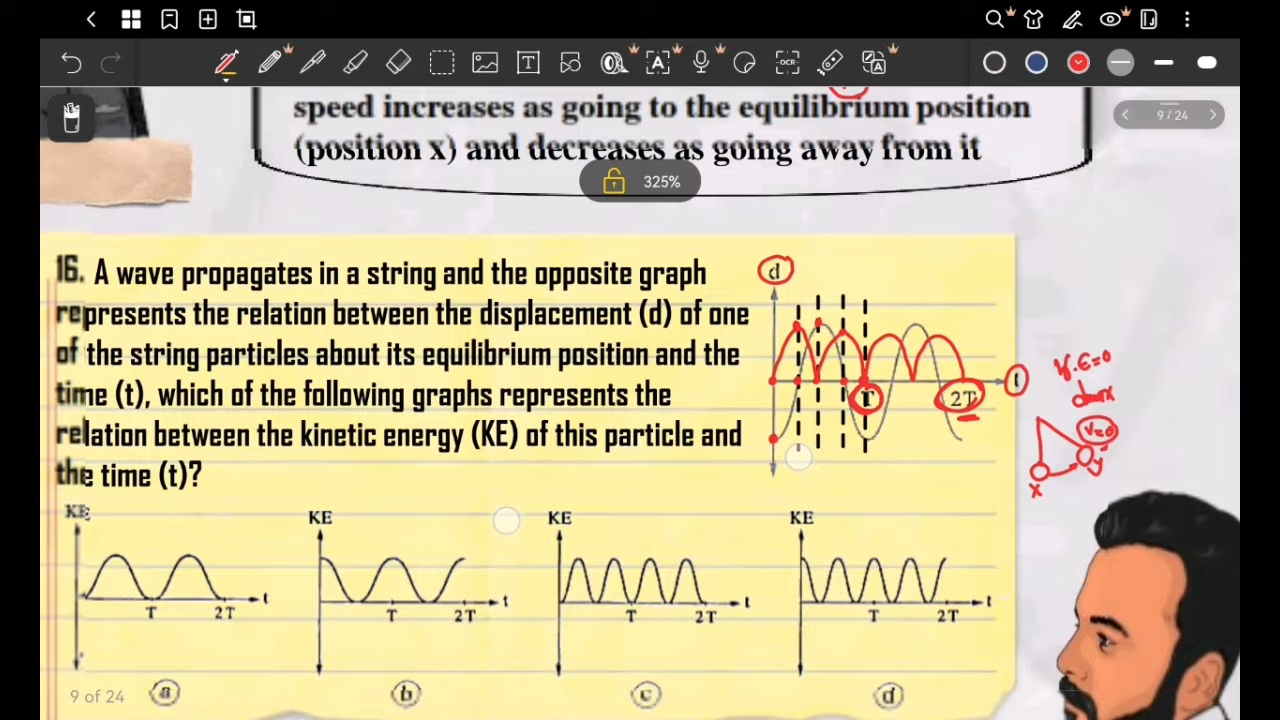 OCR
A
A
9 / 24
speed increases as going to the equilibrium position
(position x) and decreases as going away from it
325%
16. A wave propagates in a string and the opposite graph
represents the relation between the displacement (d) of one
of the string particles about its equilibrium position and the
time (t), which of the following graphs represents the
relation between the kinetic energy (KE) of this particle and
the time (t)?
d
t
T
2T
K.E=0
dmax
V=0
y
x
KE
t
T
2T
KE
t
T
2T
KE
t
T
2T
KE
t
T
2T
9 of 24
a
b
c
d